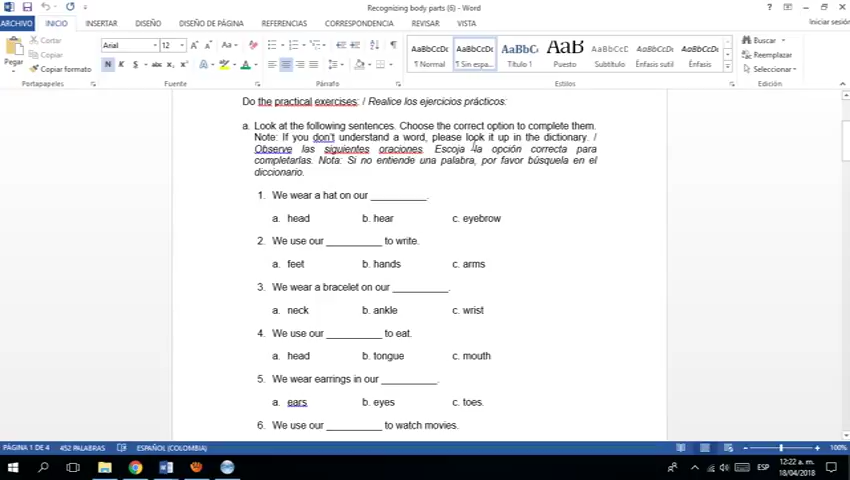 Recognizing body parts (6) - Word
ARCHIVO INICIO INSERTAR DISEÑO DISEÑO DE PÁGINA REFERENCIAS CORRESPONDENCIA REVISAR VISTA Iniciar sesión
Pegar Cortar Copiar Copiar formato
Arial 12
N K S
AaBbCcDc AaBbCcDc AaBbCc AaB AaBbCcD AaBbCcDc AaBbCcDc
¶ Normal ¶ Sin espa... Título 1 Puesto Subtítulo Énfasis sutil Énfasis
Buscar Reemplazar Seleccionar
Portapapeles Fuente Párrafo Estilos Edición
Do the practical exercises: / Realice los ejercicios prácticos:
a. Look at the following sentences. Choose the correct option to complete them.
Note: If you don't understand a word, please look it up in the dictionary. /
Observe las siguientes oraciones. Escoja la opción correcta para
completarlas. Nota: Si no entiende una palabra, por favor búsquela en el
diccionario.
1. We wear a hat on our __________.
a. head b. hear c. eyebrow
2. We use our __________ to write.
a. feet b. hands c. arms
3. We wear a bracelet on our __________.
a. neck b. ankle c. wrist
4. We use our __________ to eat.
a. head b. tongue c. mouth
5. We wear earrings in our __________.
a. ears b. eyes c. toes.
6. We use our __________ to watch movies.
PÁGINA 1 DE 4 452 PALABRAS ESPAÑOL (COLOMBIA) 100%
ESP 12:22 a. m.
18/04/2018